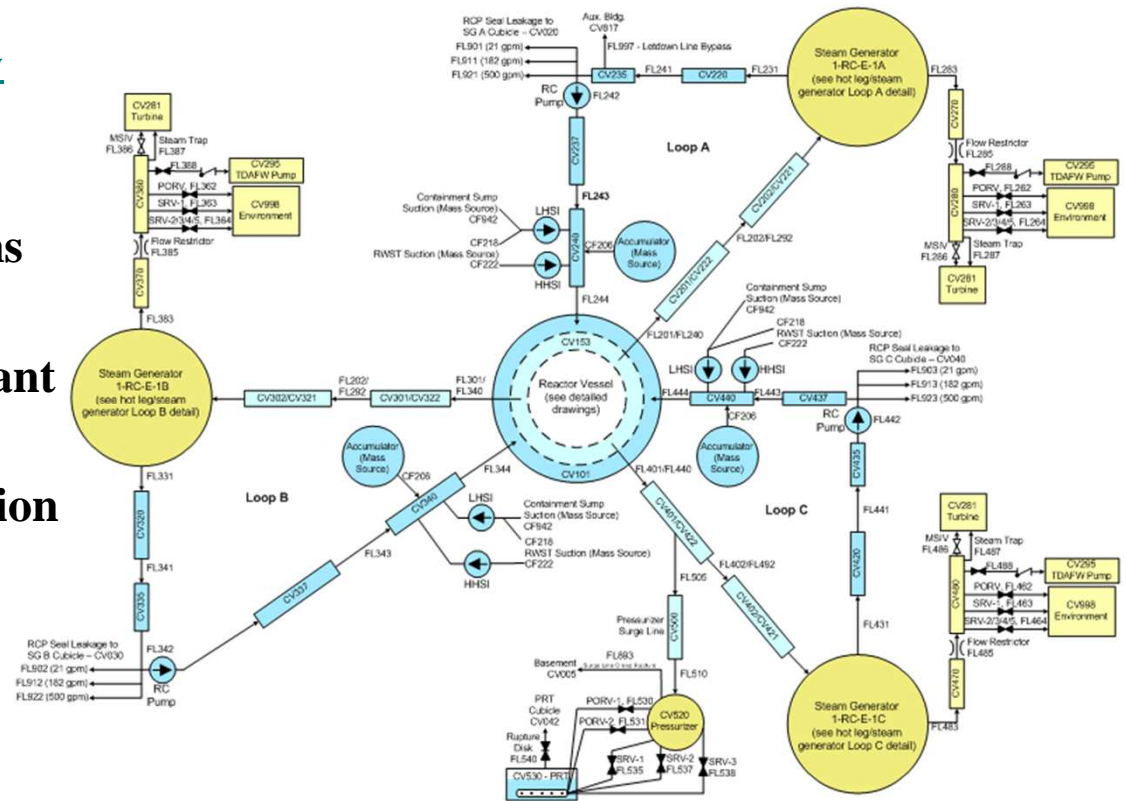 RCP Seal Leakage to
SG A Cubicle – CV020
FL901 (21 gpm)
FL911 (182 gpm)
FL921 (500 gpm)
Aux. Bldg.
CV817
FL997 - Letdown Line Bypass
CV235
FL241
CV220
FL231
RC
Pump
FL242
CV237
FL243
Loop A
Steam Generator
1-RC-E-1A
(see hot leg/steam
generator Loop A detail)
FL283
CV270
Flow Restrictor
FL285
FL288
CV295
TDAFW Pump
CV280
PORV, FL262
SRV-1, FL263
SRV-2/3/4/5, FL264
CV998
Environment
MSIV
FL286
Steam Trap
FL287
CV281
Turbine
CV202/CV221
FL202/FL292
CV201/CV222
FL201/FL240
Containment Sump
Suction (Mass Source)
CF942
LHSI
CF218
RWST Suction (Mass Source)
CF222
HHSI
CV240
CF206
Accumulator
(Mass
Source)
FL244
CV281
Turbine
MSIV
FL386
Steam Trap
FL387
FL388
CV295
TDAFW Pump
CV380
PORV, FL362
SRV-1, FL363
SRV-2/3/4/5, FL364
CV998
Environment
Flow Restrictor
FL385
CV370
FL383
ns
ant
ion
Steam Generator
1-RC-E-1B
(see hot leg/steam
generator Loop B detail)
CV302/CV321
FL202/
FL292
CV301/CV322
FL301/
FL340
CV153
Reactor Vessel
(see detailed
drawings)
CV101
Containment Sump
Suction (Mass Source)
CF942
CF218
RWST Suction (Mass Source)
CF222
LHSI
HHSI
FL444
CV440
FL443
CV437
CF206
Accumulator
(Mass
Source)
RCP Seal Leakage to
SG C Cubicle – CV040
FL903 (21 gpm)
FL913 (182 gpm)
FL923 (500 gpm)
RC
Pump
FL442
CV435
FL441
CV420
FL431
Loop C
FL331
CV320
FL341
CV335
Loop B
Accumulator
(Mass
Source)
CF206
FL344
CV340
FL343
LHSI
Containment Sump
Suction (Mass Source)
CF942
CF218
RWST Suction (Mass Source)
CF222
HHSI
CV337
RCP Seal Leakage to
SG B Cubicle – CV030
FL902 (21 gpm)
FL912 (182 gpm)
FL922 (500 gpm)
FL342
RC
Pump
FL401/FL440
CV401/CV422
FL402/FL492
CV402/CV421
FL505
Pressurizer
Surge Line
CV500
FL893
Surge Line Creep Rupture
FL510
Basement
CV005
PRT
Cubicle
CV042
Rupture
Disk
FL540
PORV-1, FL530
PORV-2, FL531
CV520
Pressurizer
SRV-1
FL535
SRV-2
FL537
SRV-3
FL538
CV530 - PRT
Steam Generator
1-RC-E-1C
(see hot leg/steam
generator Loop C detail)
FL483
CV470
Flow Restrictor
FL485
CV281
Turbine
MSIV
FL486
Steam Trap
FL487
FL488
CV295
TDAFW Pump
CV480
PORV, FL462
SRV-1, FL463
SRV-2/3/4/5, FL464
CV998
Environment